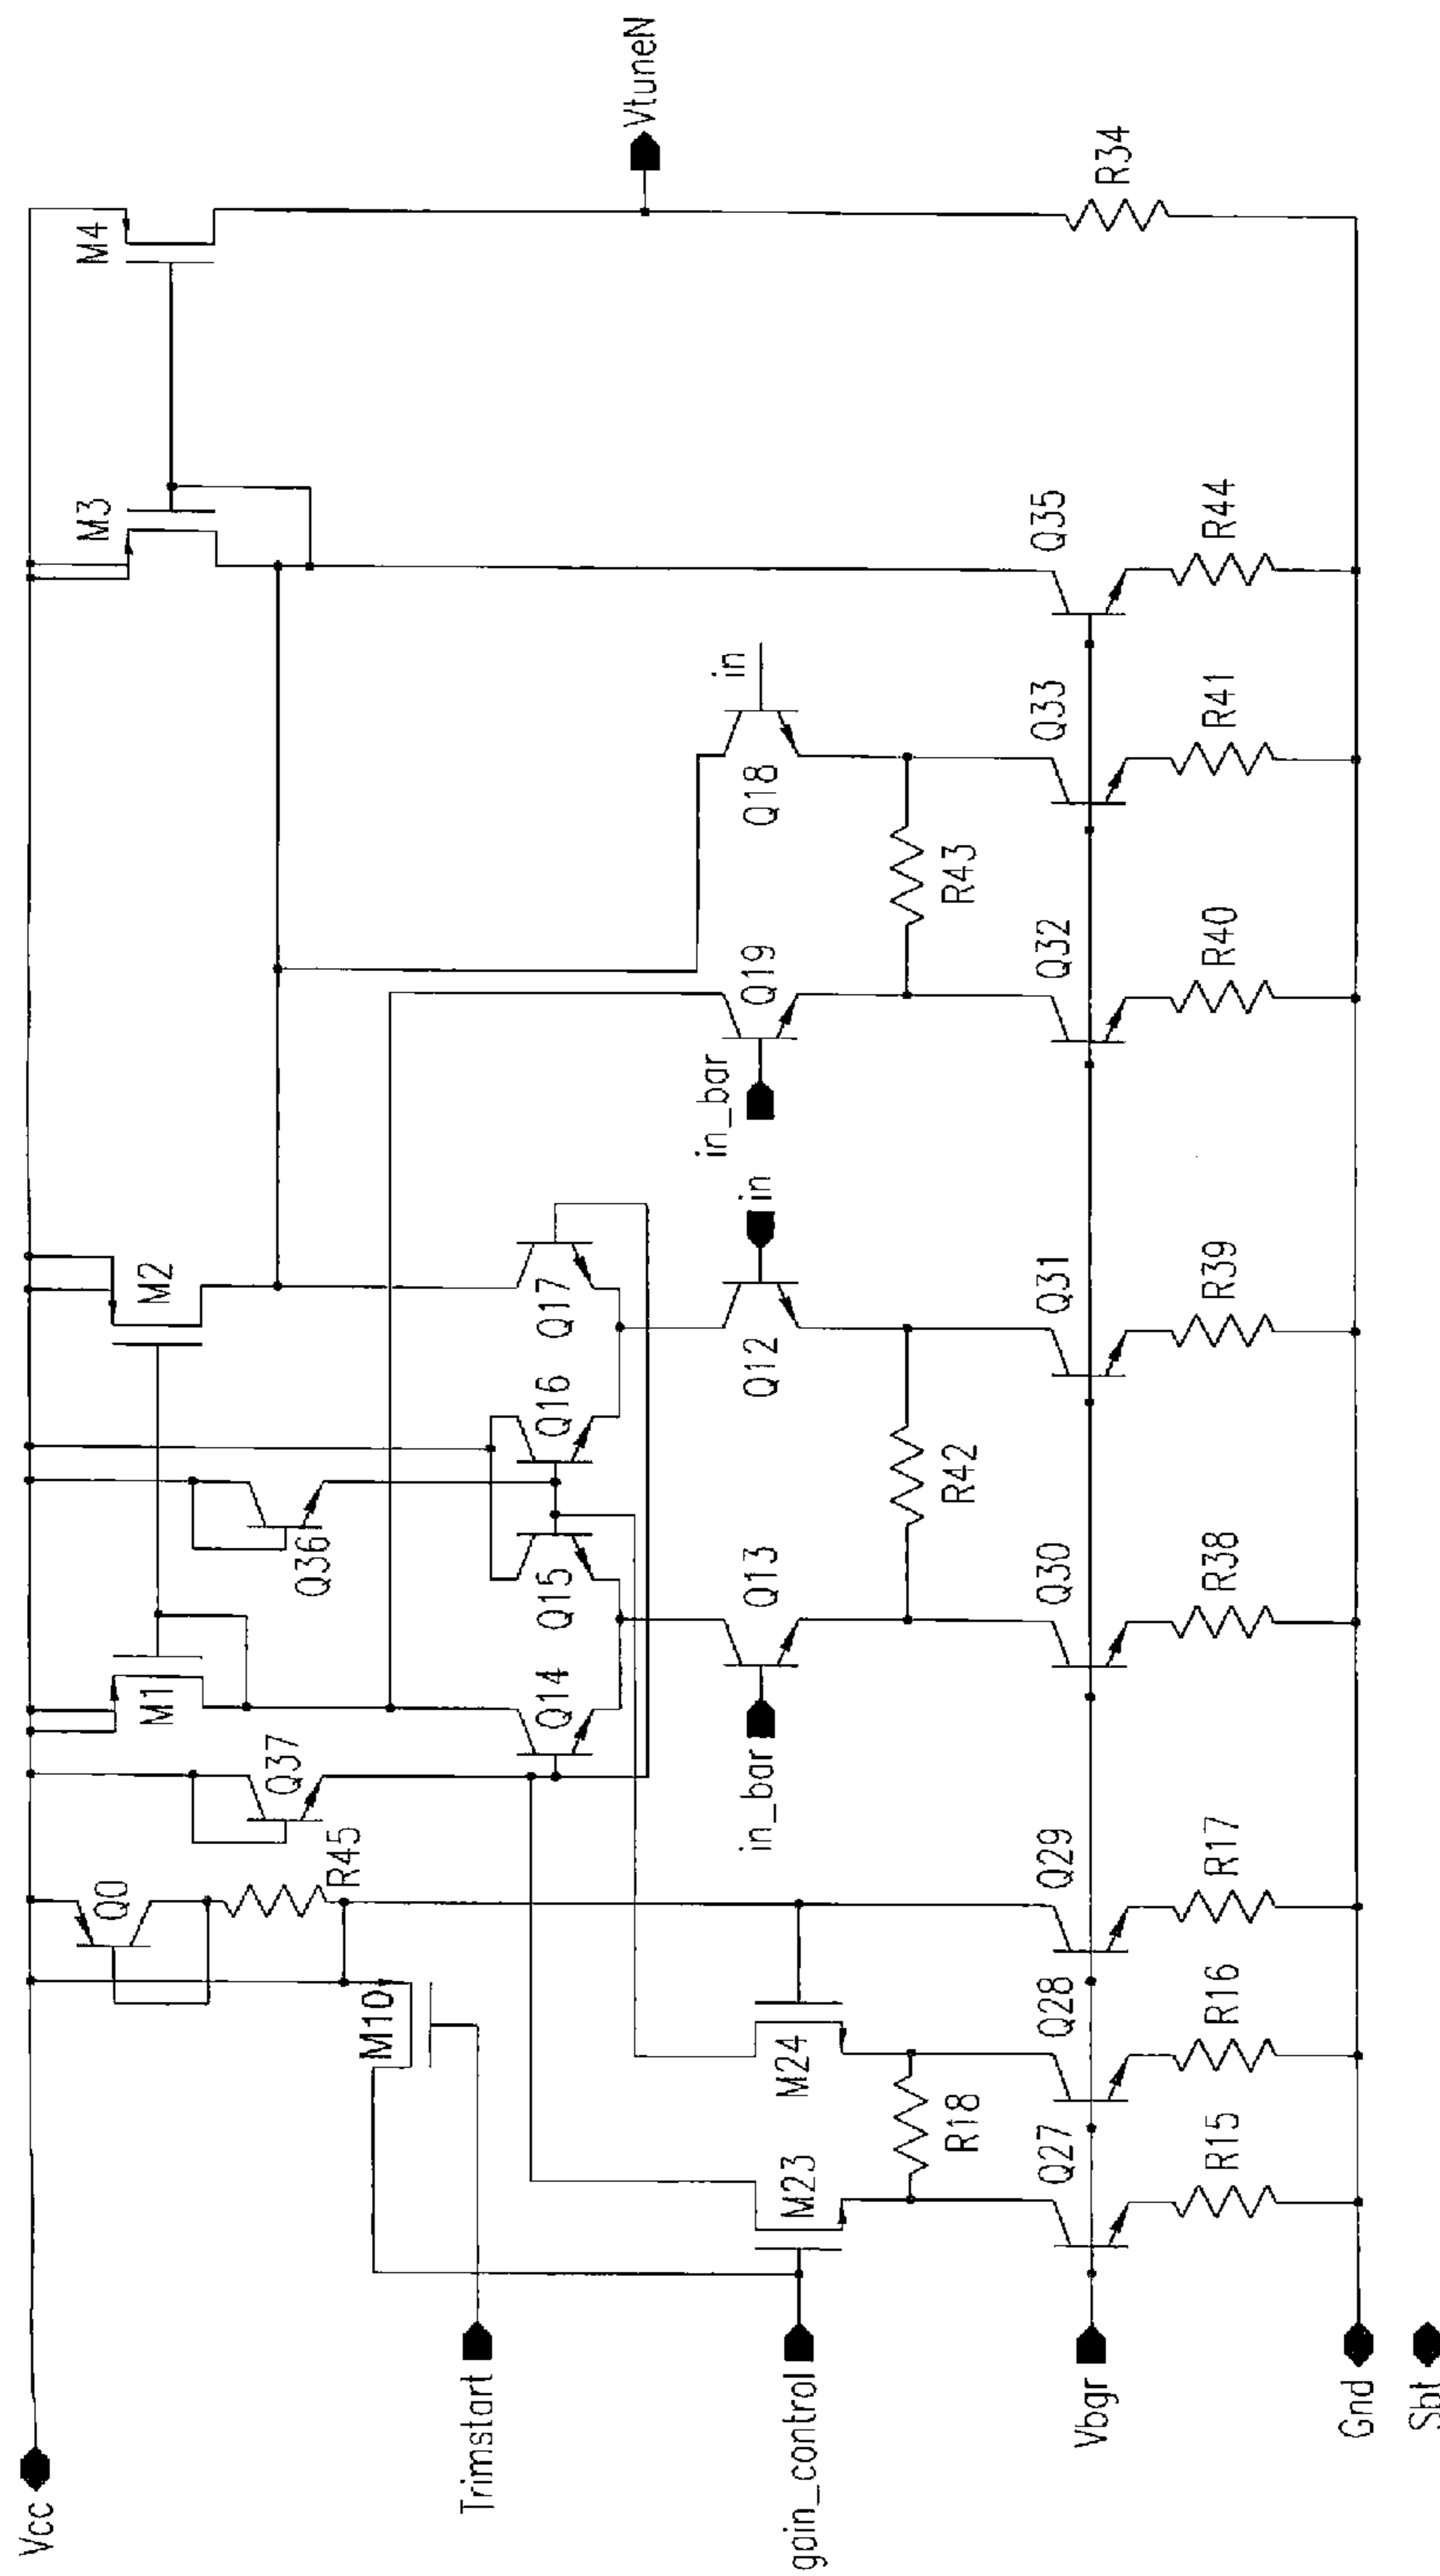 Vcc
Trimstart
gain_control
Vbgr
Gnd
Sbt
Q0
R45
M10
Q37
M1
Q36
M2
M3
M4
Q14
Q15
Q16
Q17
VtuneN
M23
M24
in_bar
Q13
Q12
in
in_bar
Q19
Q18
in
R18
R42
R43
Q27
Q28
Q29
Q30
Q31
Q32
Q33
Q35
R15
R16
R17
R38
R39
R40
R41
R44
R34